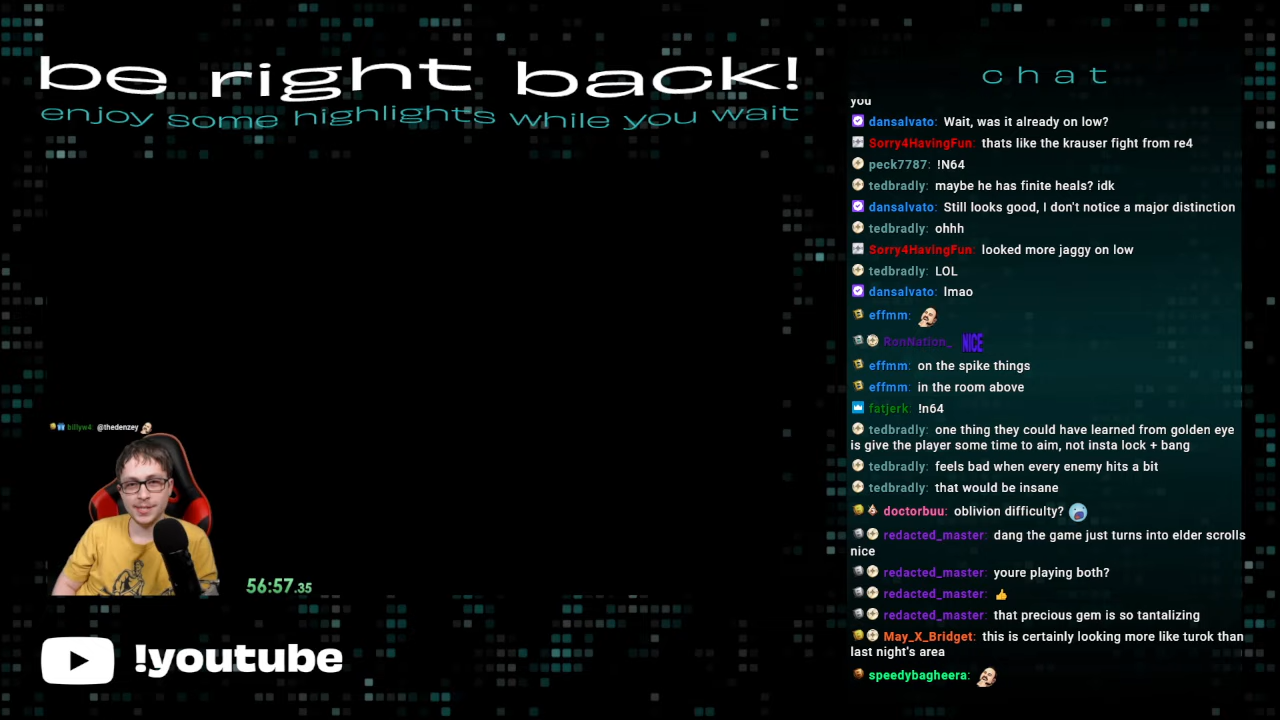 be right back!
enjoy some highlights while you wait
chat
you
dansalvato: Wait, was it already on low?
Sorry4HavingFun: thats like the krauser fight from re4
peck7787: !N64
tedbradly: maybe he has finite heals? idk
dansalvato: Still looks good, I don't notice a major distinction
tedbradly: ohhh
Sorry4HavingFun: looked more jaggy on low
tedbradly: LOL
dansalvato: lmao
effmm:
RonNation_ NICE
effmm: on the spike things
effmm: in the room above
fatjerk: !n64
tedbradly: one thing they could have learned from golden eye
is give the player some time to aim, not insta lock + bang
tedbradly: feels bad when every enemy hits a bit
tedbradly: that would be insane
doctorbuu: oblivion difficulty?
redacted_master: dang the game just turns into elder scrolls
nice
redacted_master: youre playing both?
redacted_master: 👍
redacted_master: that precious gem is so tantalizing
May_X_Bridget: this is certainly looking more like turok than
last night's area
speedybagheera:
billyw4: @thedenzey
56:57.35
!youtube